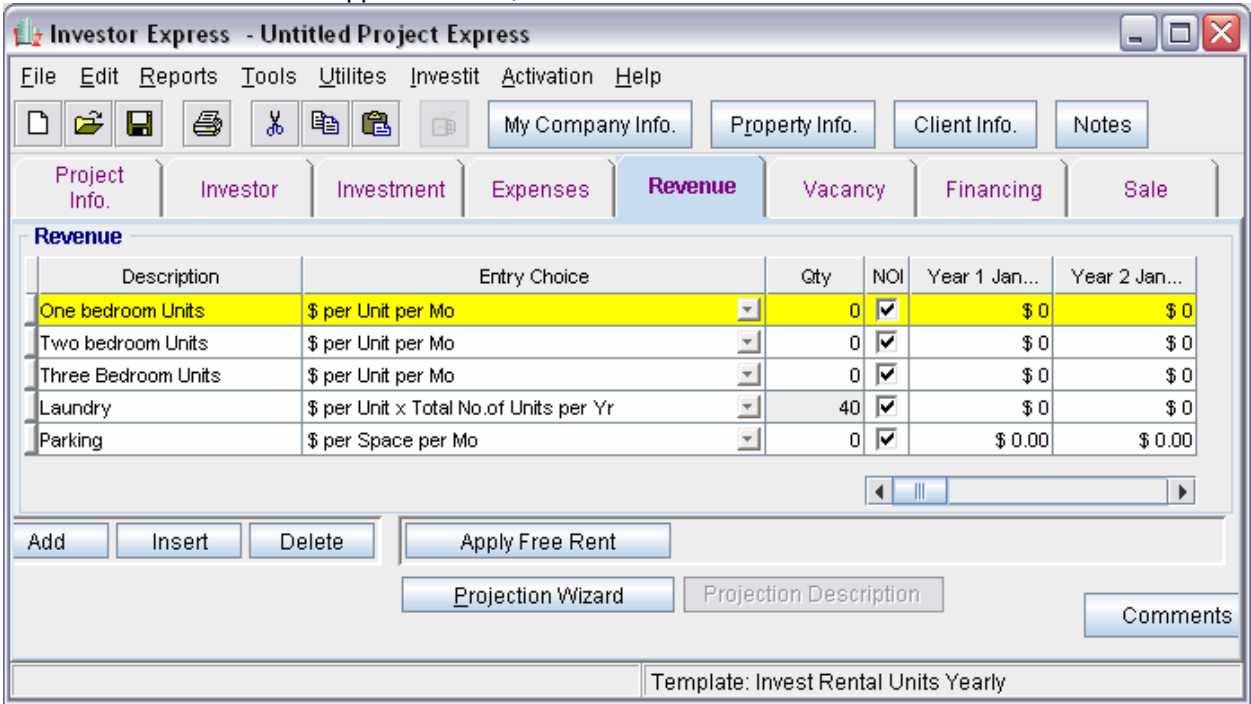 Investor Express - Untitled Project Express
File Edit Reports Tools Utilites Investit Activation Help
My Company Info. Property Info. Client Info. Notes
Project Info. Investor Investment Expenses Revenue Vacancy Financing Sale
Revenue
Description Entry Choice Qty NOI Year 1 Jan... Year 2 Jan...
One bedroom Units $ per Unit per Mo 0 $ 0 $ 0
Two bedroom Units $ per Unit per Mo 0 $ 0 $ 0
Three Bedroom Units $ per Unit per Mo 0 $ 0 $ 0
Laundry $ per Unit x Total No.of Units per Yr 40 $ 0 $ 0
Parking $ per Space per Mo 0 $ 0.00 $ 0.00
Add Insert Delete Apply Free Rent
Projection Wizard Projection Description
Comments
Template: Invest Rental Units Yearly